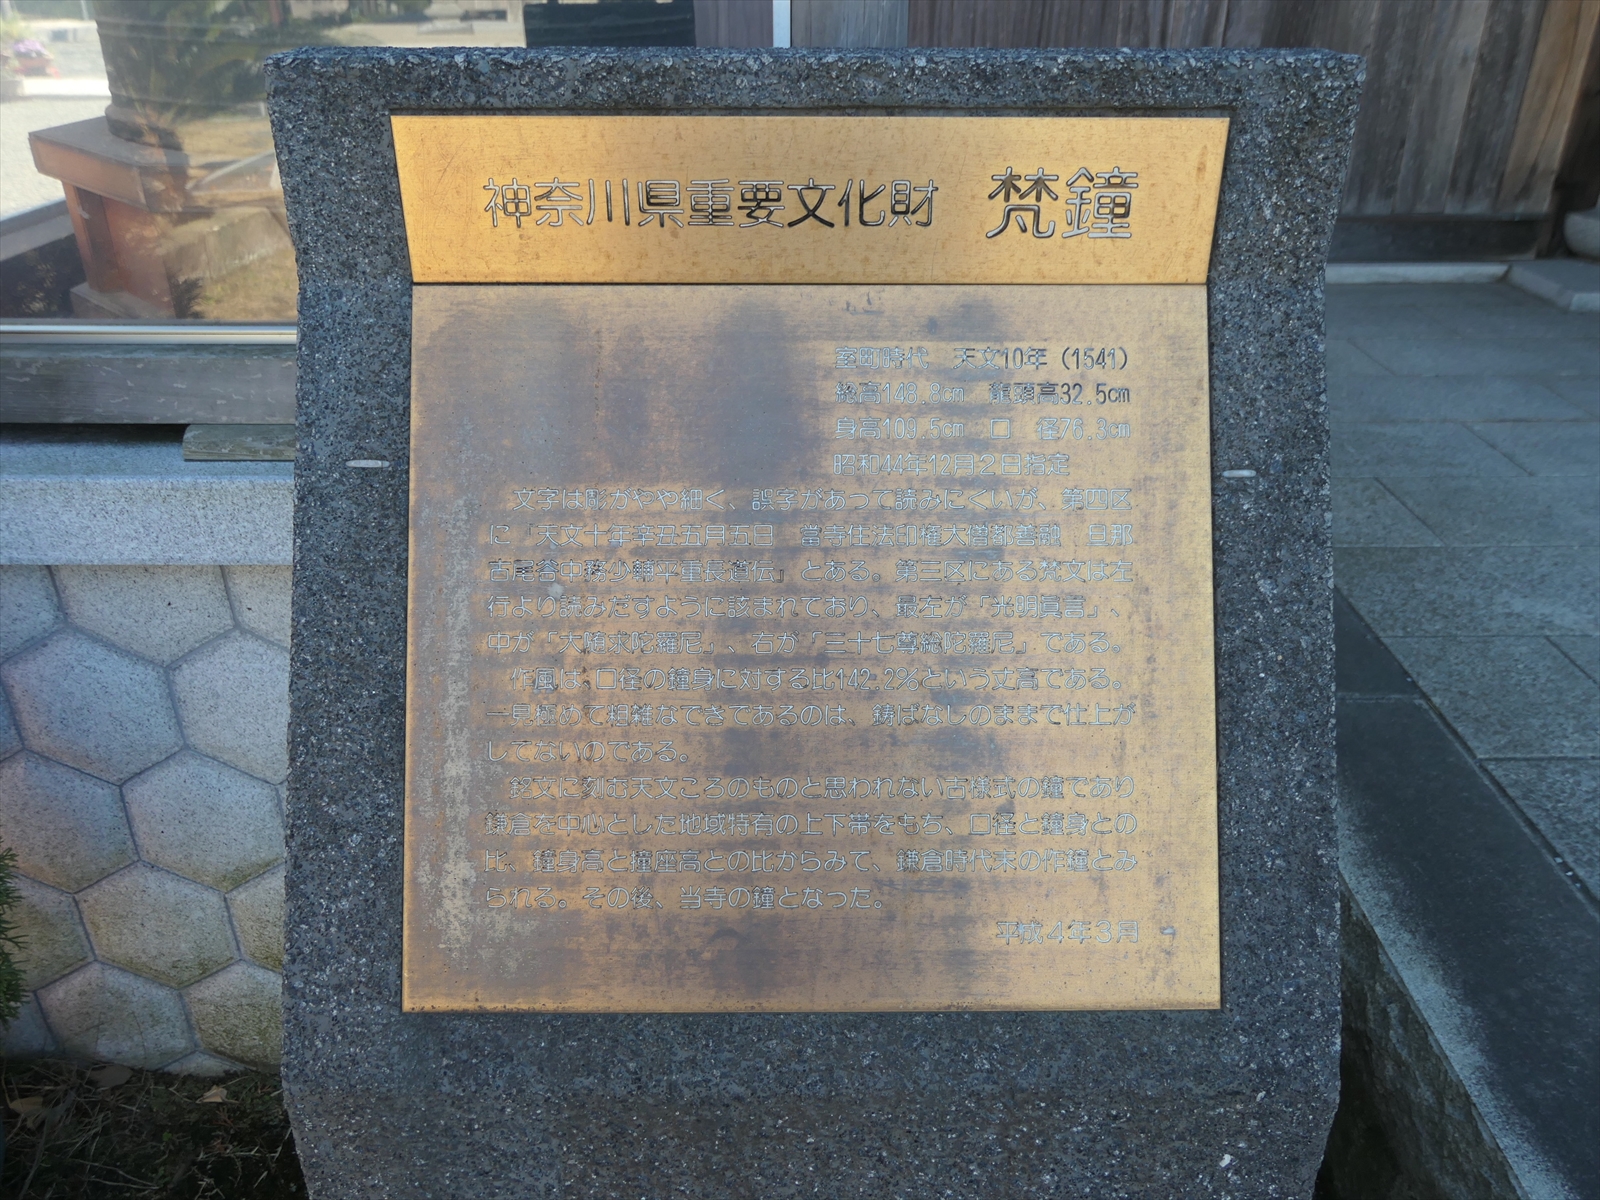 神奈川県重要文化財　梵鐘
室町時代　天文10年（1541）
総高148.8cm　龍頭高32.5cm
身高109.5cm　口　径76.3cm
昭和44年12月２日指定
文字は彫がやや細く、誤字があって読みにくいが、第四区
に「天文十年辛丑五月五日　當寺住法印権大僧都善融　旦那
古尾谷中務少輔平重長遺伝」とある。第三区にある梵文は左
行より読みだすように該まれており、最左が「光明眞言」、
中が「大随求陀羅尼」、右が「三十七尊総陀羅尼」である。
作風は、口径の鐘身に対する比142.2%という丈高である。
一見極めて粗雑なできであるのは、鋳ばなしのままで仕上が
してないのである。
銘文に刻む天文ころのものと思われない古様式の鐘であり
鎌倉を中心とした地域特有の上下帯をもち、口径と鐘身との
比、鐘身高と撞座高との比からみて、鎌倉時代末の作鐘とみ
られる。その後、当寺の鐘となった。
平成４年３月